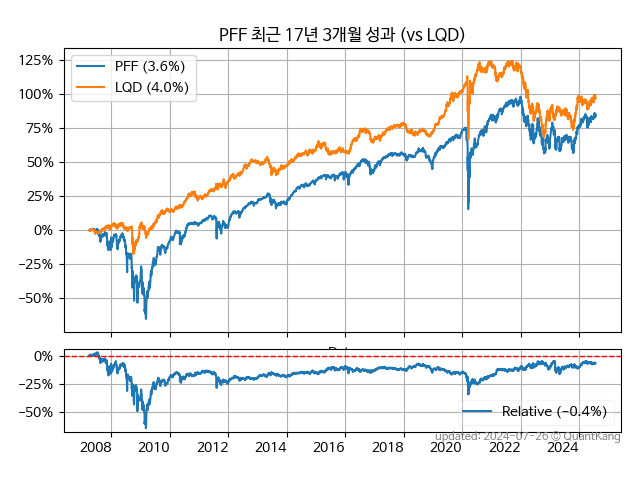 PFF 최근 17년 3개월 성과 (vs LQD)
125%
100%
75%
50%
25%
0%
−25%
−50%
PFF (3.6%)
LQD (4.0%)
0%
−25%
−50%
Relative (−0.4%)
updated: 2024-07-26 © QuantKang
2008 2010 2012 2014 2016 2018 2020 2022 2024